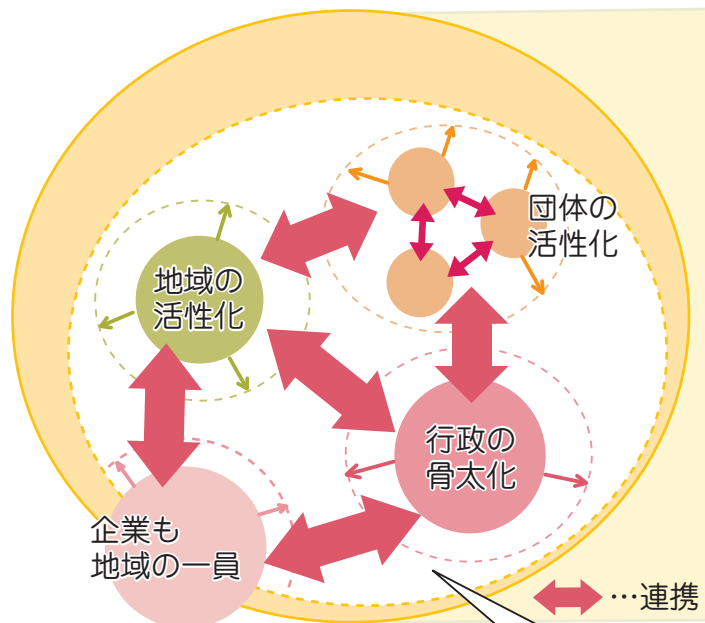 団体の
活性化
地域の
活性化
行政の
骨太化
企業も
地域の一員
…連携